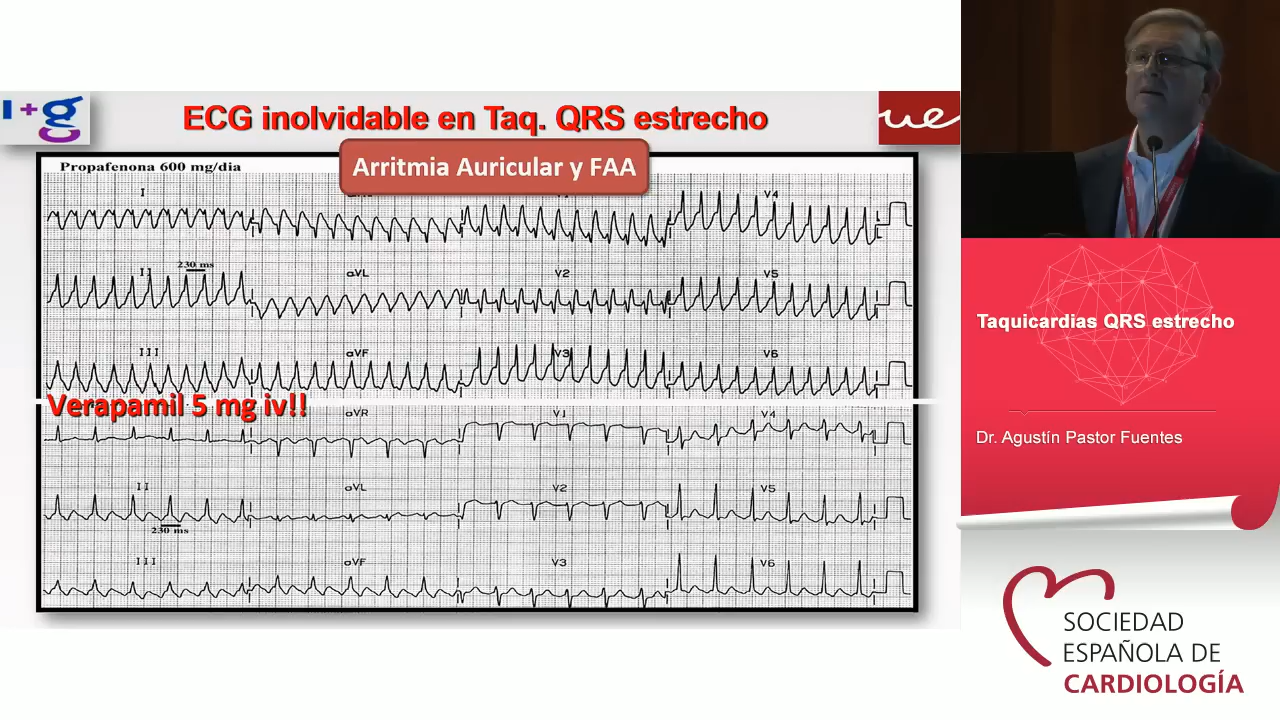 i+g
ECG inolvidable en Taq. QRS estrecho
ue
Arritmia Auricular y FAA
Propafenona 600 mg/dia
I
V4
230 ms
II
aVL
V2
V5
III
aVF
V3
V6
Verapamil 5 mg iv!!
aVR
V1
V4
II
aVL
V2
V5
230 ms
III
aVF
V3
V6
Taquicardias QRS estrecho
Dr. Agustín Pastor Fuentes
SOCIEDAD
ESPAÑOLA DE
CARDIOLOGÍA